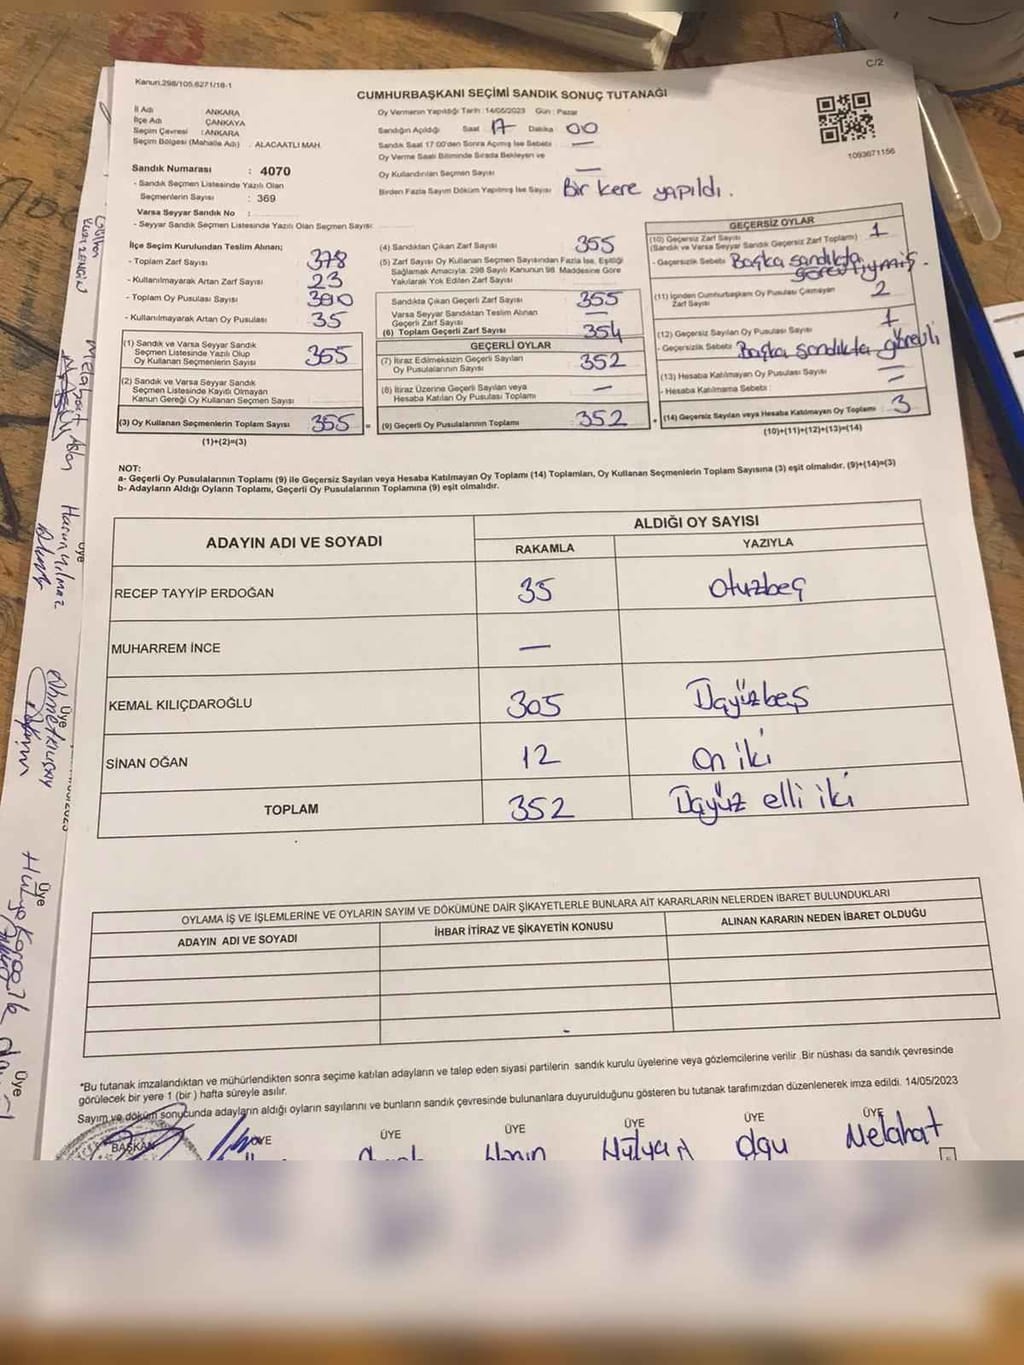 Kanun:298/105,6271/18-1
C/2
CUMHURBAŞKANI SEÇİMİ SANDIK SONUÇ TUTANAĞI
İl Adı ANKARA
İlçe Adı ÇANKAYA
Seçim Çevresi : ANKARA
Seçim Bölgesi (Mahalle Adı) : ALACAATLI MAH.
Sandık Numarası : 4070
- Sandık Seçmen Listesinde Yazılı Olan
Seçmenlerin Sayısı : 369
Varsa Seyyar Sandık No :
- Seyyar Sandık Seçmen Listesinde Yazılı Olan Seçmen Sayısı:
Oy Vermenin Yapıldığı Tarih :14/05/2023 Gün : Pazar
Sandığın Açıldığı Saat 17 Dakika 00
Sandık Saat 17:00'den Sonra Açılmış İse Sebebi —
Oy Verme Saati Bitiminde Sırada Bekleyen ve
Oy Kullandırılan Seçmen Sayısı —
Birden Fazla Sayım Döküm Yapılmış İse Sayısı Bir kere yapıldı.
1093671156
İlçe Seçim Kurulundan Teslim Alınan;
- Toplam Zarf Sayısı 378
- Kullanılmayarak Artan Zarf Sayısı 23
- Toplam Oy Pusulası Sayısı 390
- Kullanılmayarak Artan Oy Pusulası 35
(1) Sandık ve Varsa Seyyar Sandık
Seçmen Listesinde Yazılı Olup
Oy Kullanan Seçmenlerin Sayısı 355
(2) Sandık ve Varsa Seyyar Sandık
Seçmen Listesinde Kayıtlı Olmayan
Kanun Gereği Oy Kullanan Seçmen Sayısı
(3) Oy Kullanan Seçmenlerin Toplam Sayısı 355
(1)+(2)=(3)
(4) Sandıktan Çıkan Zarf Sayısı 355
(5) Zarf Sayısı Oy Kullanan Seçmen Sayısından Fazla İse, Eşitliği
Sağlamak Amacıyla, 298 Sayılı Kanunun 98. Maddesine Göre
Yakılarak Yok Edilen Zarf Sayısı
Sandıkta Çıkan Geçerli Zarf Sayısı 355
Varsa Seyyar Sandıktan Teslim Alınan
Geçerli Zarf Sayısı —
(6) Toplam Geçerli Zarf Sayısı 354
GEÇERLİ OYLAR
(7) İtiraz Edilmeksizin Geçerli Sayılan
Oy Pusulalarının Sayısı 352
(8) İtiraz Üzerine Geçerli Sayılan veya
Hesaba Katılan Oy Pusulası Toplamı —
(9) Geçerli Oy Pusulalarının Toplamı 352
GEÇERSİZ OYLAR
(10) Geçersiz Zarf Sayısı
(Sandık ve Varsa Seyyar Sandık Geçersiz Zarf Toplamı) 1
- Geçersizlik Sebebi Başka sandıkta
görevliymiş.
(11) İçinden Cumhurbaşkanı Oy Pusulası Çıkmayan
Zarf Sayısı 2
(12) Geçersiz Sayılan Oy Pusulası Sayısı 1
- Geçersizlik Sebebi Başka sandıkta görevli
(13) Hesaba Katılmayan Oy Pusulası Sayısı —
- Hesaba Katılmama Sebebi : —
(14) Geçersiz Sayılan veya Hesaba Katılmayan Oy Toplamı 3
(10)+(11)+(12)+(13)=(14)
NOT:
a- Geçerli Oy Pusulalarının Toplamı (9) ile Geçersiz Sayılan veya Hesaba Katılmayan Oy Toplamı (14) Toplamları, Oy Kullanan Seçmenlerin Toplam Sayısına (3) eşit olmalıdır. (9)+(14)=(3)
b- Adayların Aldığı Oyların Toplamı, Geçerli Oy Pusulalarının Toplamına (9) eşit olmalıdır.
ADAYIN ADI VE SOYADI
ALDIĞI OY SAYISI
RAKAMLA YAZIYLA
RECEP TAYYİP ERDOĞAN 35 Otuzbeş
MUHARREM İNCE —
KEMAL KILIÇDAROĞLU 305 Üçyüzbeş
SİNAN OĞAN 12 On iki
TOPLAM 352 Üçyüz elli iki
OYLAMA İŞ VE İŞLEMLERİNE VE OYLARIN SAYIM VE DÖKÜMÜNE DAİR ŞİKAYETLERLE BUNLARA AİT KARARLARIN NELERDEN İBARET BULUNDUKLARI
ADAYIN ADI VE SOYADI İHBAR İTİRAZ VE ŞİKAYETİN KONUSU ALINAN KARARIN NEDEN İBARET OLDUĞU
*Bu tutanak imzalandıktan ve mühürlendikten sonra seçime katılan adayların ve talep eden siyasi partilerin sandık kurulu üyelerine veya gözlemcilerine verilir .Bir nüshası da sandık çevresinde
görülecek bir yere 1 (bir ) hafta süreyle asılır.
Sayım ve döküm sonucunda adayların aldığı oyların sayılarını ve bunların sandık çevresinde bulunanlara duyurulduğunu gösteren bu tutanak tarafımızdan düzenlenerek imza edildi. 14/05/2023
BAŞKAN ÜYE ÜYE ÜYE ÜYE ÜYE ÜYE
Hülya Olgu Melahat
Melahat Aslan
Üye
Harun Yılmaz
Üye
Üye
Üye